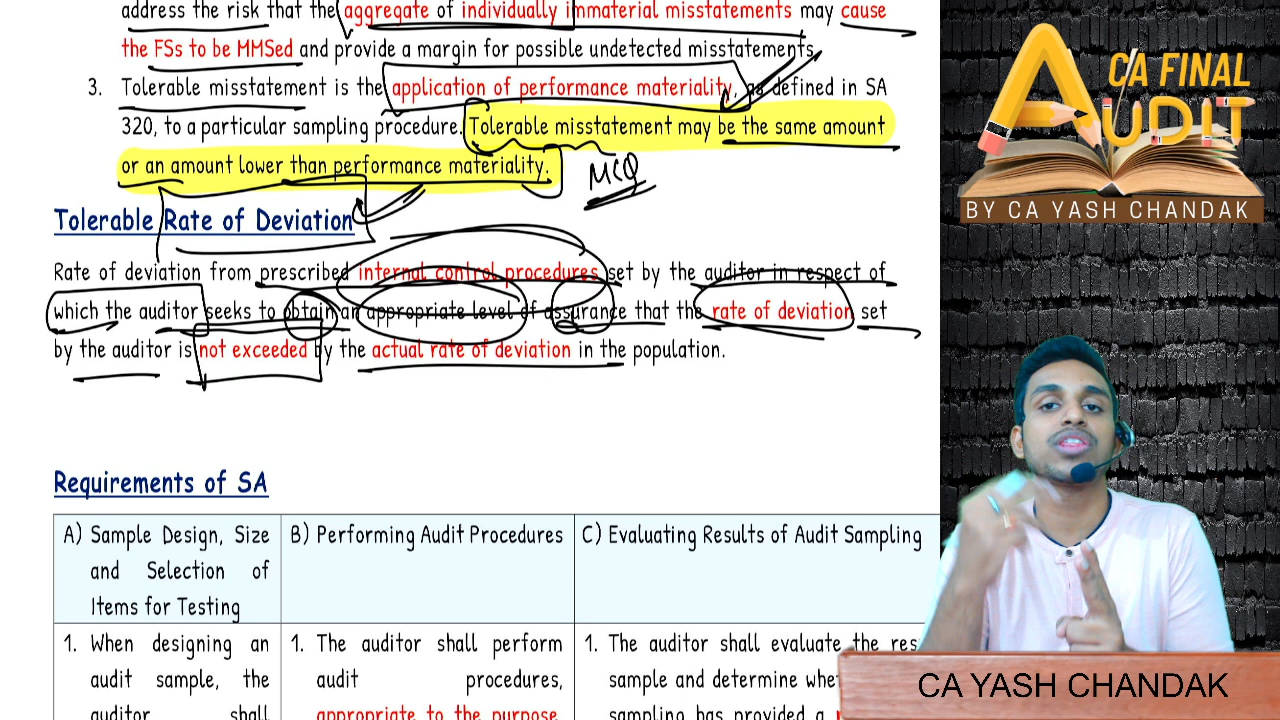 address the risk that the aggregate of individually immaterial misstatements may cause
the FSs to be MMSed and provide a margin for possible undetected misstatements.
3. Tolerable misstatement is the application of performance materiality, as defined in SA
320, to a particular sampling procedure. Tolerable misstatement may be the same amount
or an amount lower than performance materiality.
MCQ
Tolerable Rate of Deviation
Rate of deviation from prescribed internal control procedures set by the auditor in respect of
which the auditor seeks to obtain an appropriate level of assurance that the rate of deviation set
by the auditor is not exceeded by the actual rate of deviation in the population.
Requirements of SA
A) Sample Design, Size
and Selection of
Items for Testing
B) Performing Audit Procedures
C) Evaluating Results of Audit Sampling
1. When designing an
audit sample, the
auditor shall
1. The auditor shall perform
audit procedures,
appropriate to the purpose,
1. The auditor shall evaluate the
sample and determine
sampling has provided a
CA FINAL
AUDIT
BY CA YASH CHANDAK
CA YASH CHANDAK